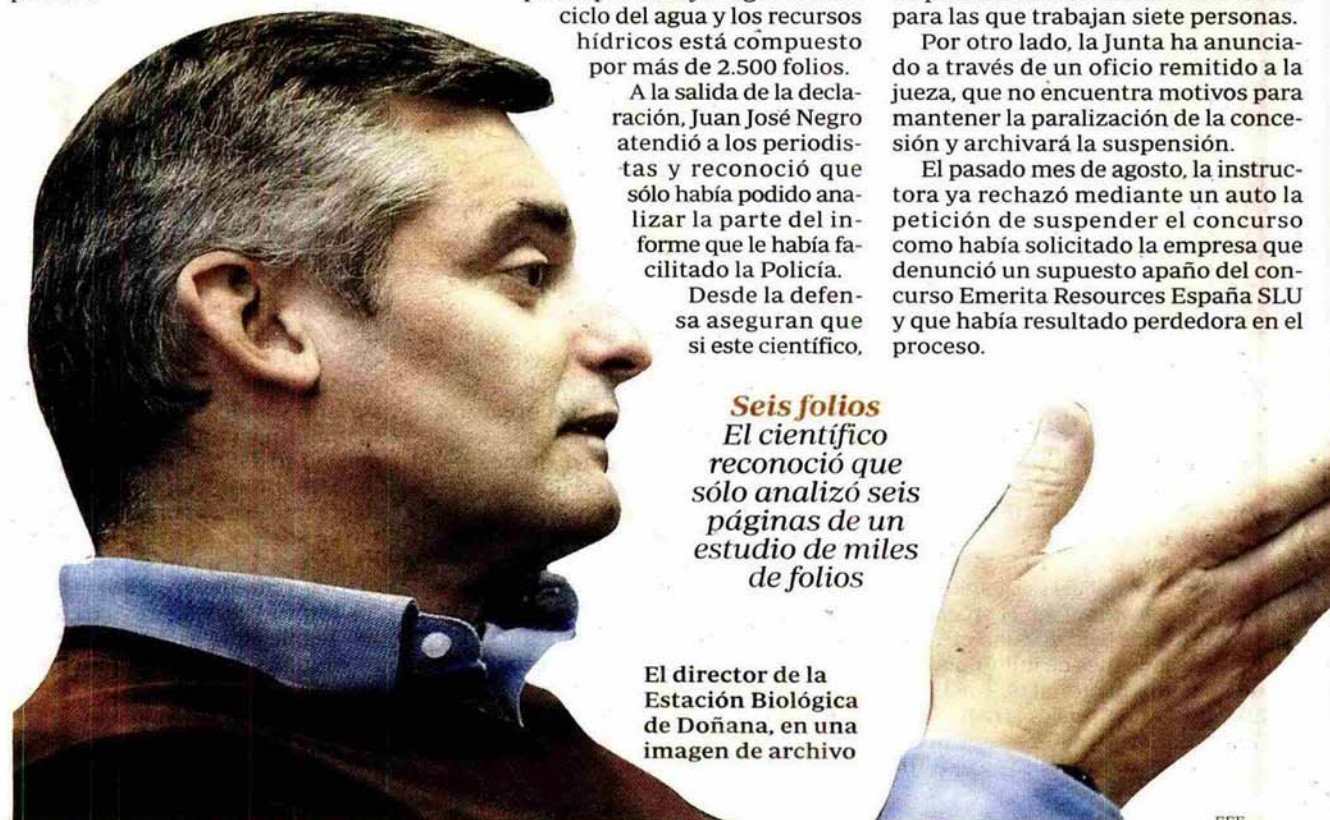 ciclo del agua y los recursos
hídricos está compuesto
por más de 2.500 folios.
A la salida de la decla-
ración, Juan José Negro
atendió a los periodis-
tas y reconoció que
sólo había podido ana-
lizar la parte del in-
forme que le había fa-
cilitado la Policía.
Desde la defen-
sa aseguran que
si este científico,
para las que trabajan siete personas.
Por otro lado, la Junta ha anuncia-
do a través de un oficio remitido a la
jueza, que no encuentra motivos para
mantener la paralización de la conce-
sión y archivará la suspensión.
El pasado mes de agosto, la instruc-
tora ya rechazó mediante un auto la
petición de suspender el concurso
como había solicitado la empresa que
denunció un supuesto apaño del con-
curso Emerita Resources España SLU
y que había resultado perdedora en el
proceso.
Seis folios
El científico
reconoció que
sólo analizó seis
páginas de un
estudio de miles
de folios
El director de la
Estación Biológica
de Doñana, en una
imagen de archivo